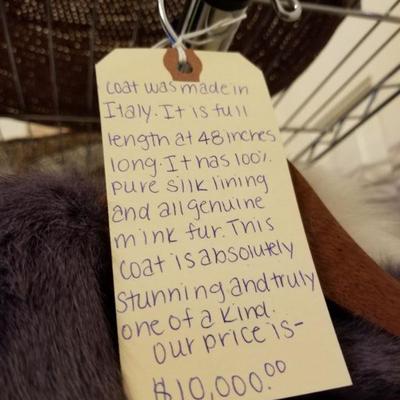 coat was made in
Italy. It is full
length at 48 inches
long. It has 100%
pure silk lining
and all genuine
mink fur. This
coat is absolutely
stunning and truly
one of a kind.
our price is-
$10,000.00